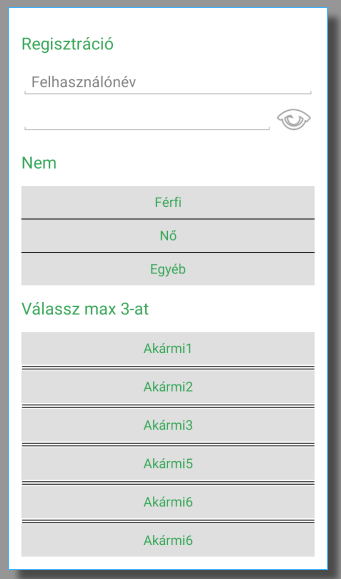 Regisztráció
Felhasználónév
Nem
Férfi
Nő
Egyéb
Válassz max 3-at
Akármi1
Akármi2
Akármi3
Akármi5
Akármi6
Akármi6